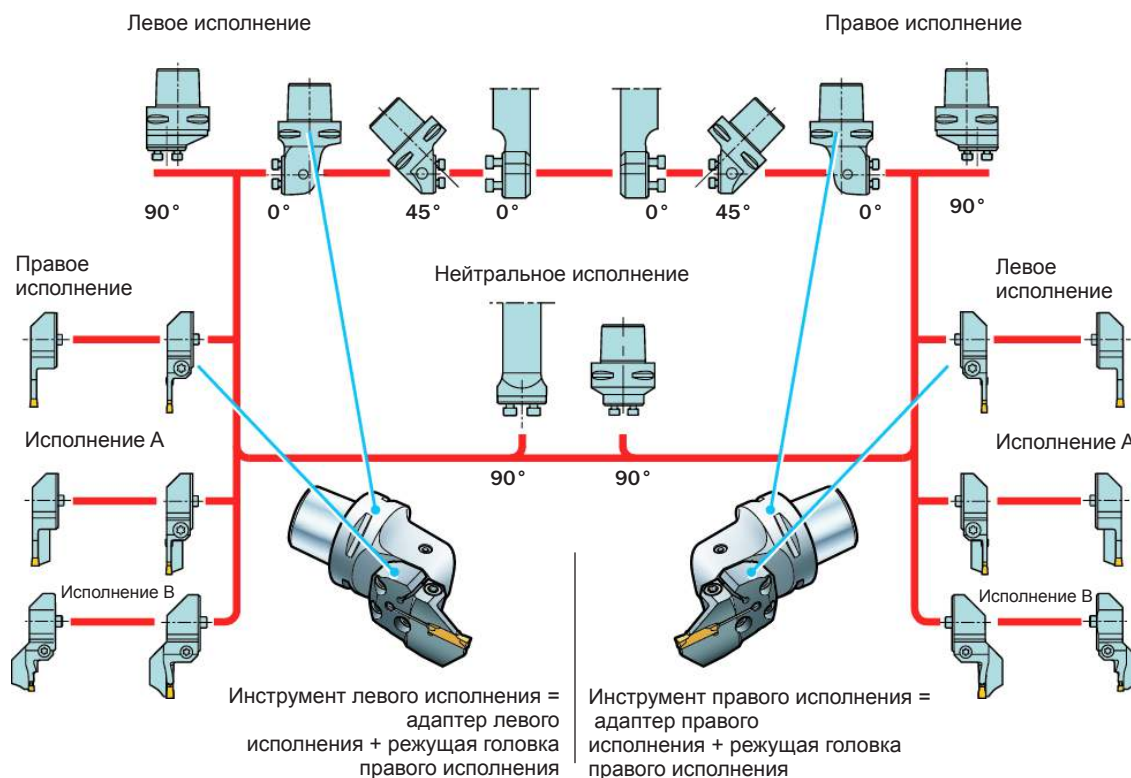 Левое исполнение
Правое исполнение
90°
0°
45°
0°
0°
45°
0°
90°
Правое
исполнение
Нейтральное исполнение
Левое
исполнение
Исполнение A
Исполнение A
90°
90°
Исполнение B
Исполнение B
Инструмент левого исполнения =
адаптер левого
исполнения + режущая головка
правого исполнения
Инструмент правого исполнения =
адаптер правого
исполнения + режущая головка
правого исполнения